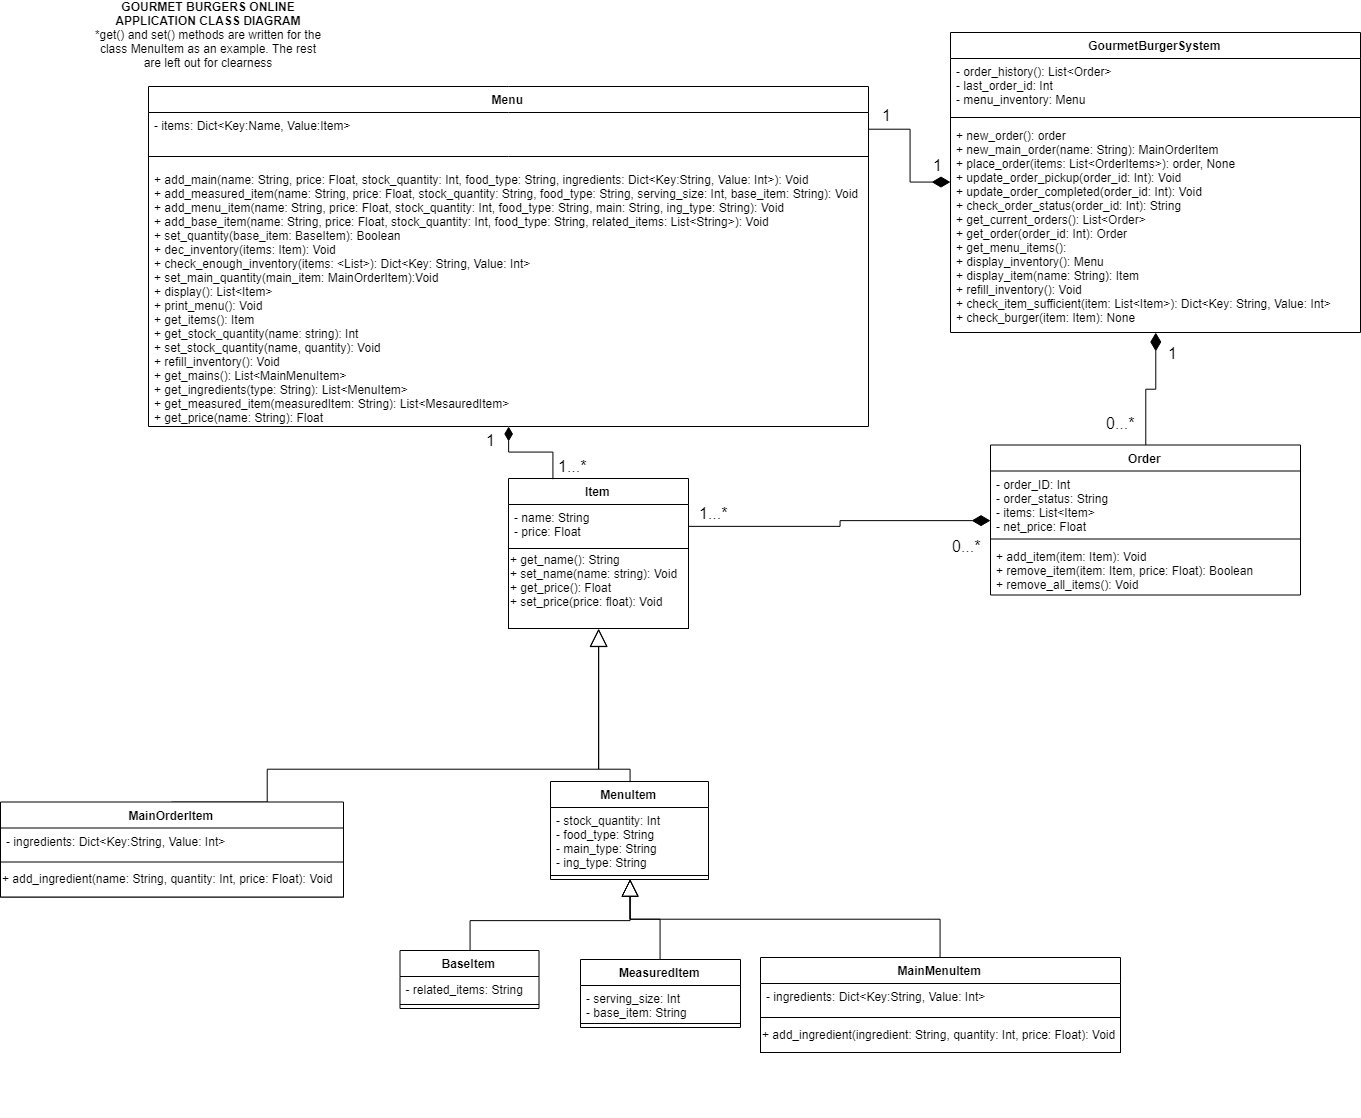 GOURMET BURGERS ONLINE
APPLICATION CLASS DIAGRAM
*get() and set() methods are written for the
class MenuItem as an example. The rest
are left out for clearness
GourmetBurgerSystem
- order_history(): List<Order>
- last_order_id: Int
- menu_inventory: Menu
+ new_order(): order
+ new_main_order(name: String): MainOrderItem
+ place_order(items: List<OrderItems>): order, None
+ update_order_pickup(order_id: Int): Void
+ update_order_completed(order_id: Int): Void
+ check_order_status(order_id: Int): String
+ get_current_orders(): List<Order>
+ get_order(order_id: Int): Order
+ get_menu_items():
+ display_inventory(): Menu
+ display_item(name: String): Item
+ refill_inventory(): Void
+ check_item_sufficient(item: List<Item>): Dict<Key: String, Value: Int>
+ check_burger(item: Item): None
Menu
- items: Dict<Key:Name, Value:Item>
+ add_main(name: String, price: Float, stock_quantity: Int, food_type: String, ingredients: Dict<Key:String, Value: Int>): Void
+ add_measured_item(name: String, price: Float, stock_quantity: String, food_type: String, serving_size: Int, base_item: String): Void
+ add_menu_item(name: String, price: Float, stock_quantity: Int, food_type: String, main: String, ing_type: String): Void
+ add_base_item(name: String, price: Float, stock_quantity: Int, food_type: String, related_items: List<String>): Void
+ set_quantity(base_item: BaseItem): Boolean
+ dec_inventory(items: Item): Void
+ check_enough_inventory(items: <List>): Dict<Key: String, Value: Int>
+ set_main_quantity(main_item: MainOrderItem):Void
+ display(): List<Item>
+ print_menu(): Void
+ get_items(): Item
+ get_stock_quantity(name: string): Int
+ set_stock_quantity(name, quantity): Void
+ refill_inventory(): Void
+ get_mains(): List<MainMenuItem>
+ get_ingredients(type: String): List<MenuItem>
+ get_measured_item(measuredItem: String): List<MesauredItem>
+ get_price(name: String): Float
1
1
1
0...*
1
1...*
Item
- name: String
- price: Float
+ get_name(): String
+ set_name(name: string): Void
+ get_price(): Float
+ set_price(price: float): Void
1...*
0...*
Order
- order_ID: Int
- order_status: String
- items: List<Item>
- net_price: Float
+ add_item(item: Item): Void
+ remove_item(item: Item, price: Float): Boolean
+ remove_all_items(): Void
MainOrderItem
- ingredients: Dict<Key:String, Value: Int>
+ add_ingredient(name: String, quantity: Int, price: Float): Void
MenuItem
- stock_quantity: Int
- food_type: String
- main_type: String
- ing_type: String
BaseItem
- related_items: String
MeasuredItem
- serving_size: Int
- base_item: String
MainMenuItem
- ingredients: Dict<Key:String, Value: Int>
+ add_ingredient(ingredient: String, quantity: Int, price: Float): Void